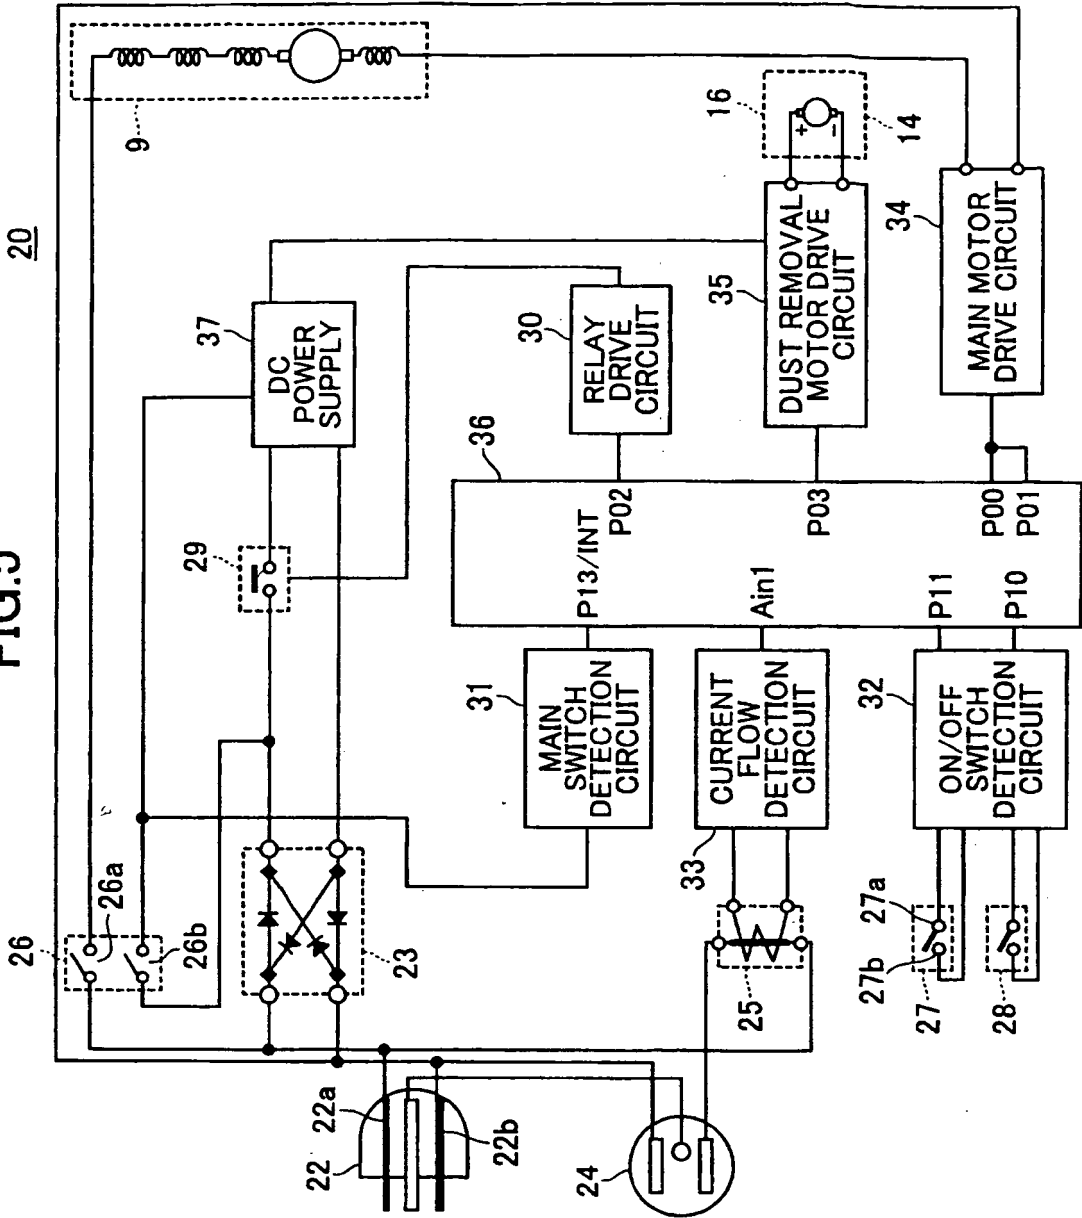 FIG.5
20
9
16
14
37
DC
POWER
SUPPLY
30
RELAY
DRIVE
CIRCUIT
35
DUST REMOVAL
MOTOR DRIVE
CIRCUIT
34
MAIN MOTOR
DRIVE CIRCUIT
29
36
P13/INT
P02
P03
P00
P01
Ain1
P11
P10
31
MAIN
SWITCH
DETECTION
CIRCUIT
33
CURRENT
FLOW
DETECTION
CIRCUIT
32
ON/OFF
SWITCH
DETECTION
CIRCUIT
26
26a
26b
23
25
27a
27b
27
28
22
22a
22b
24
+
−